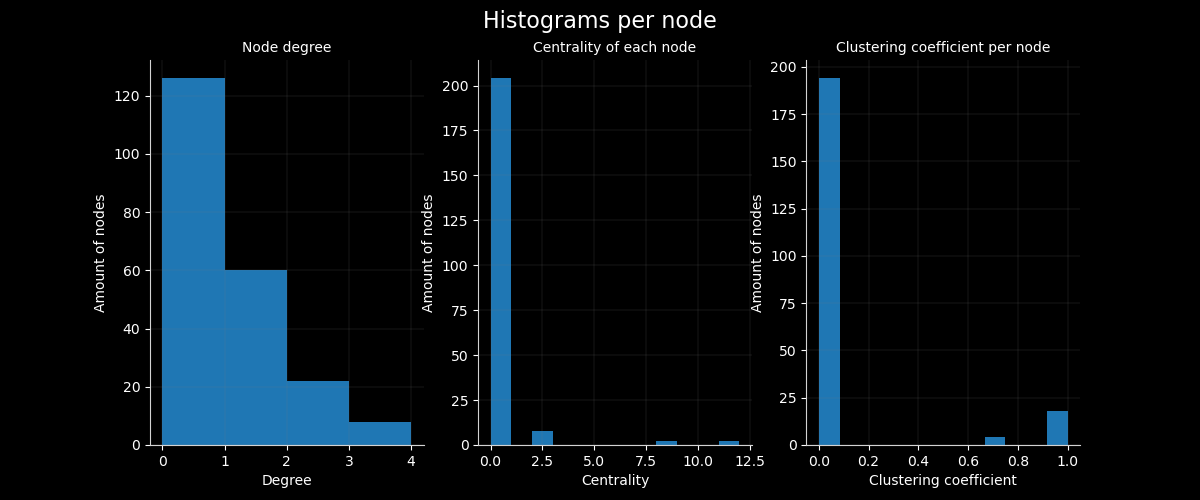 Histograms per node
Node degree
Centrality of each node
Clustering coefficient per node
Amount of nodes
120
100
80
60
40
20
0
0 1 2 3 4
Degree
Amount of nodes
200
175
150
125
100
75
50
25
0
0.0 2.5 5.0 7.5 10.0 12.5
Centrality
Amount of nodes
200
175
150
125
100
75
50
25
0
0.0 0.2 0.4 0.6 0.8 1.0
Clustering coefficient